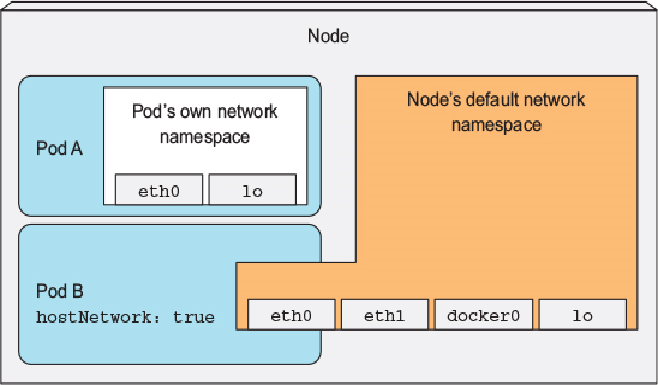 Node
Pod A
Pod's own network
namespace
eth0
lo
Node's default network
namespace
Pod B
hostNetwork: true
eth0
eth1
docker0
lo